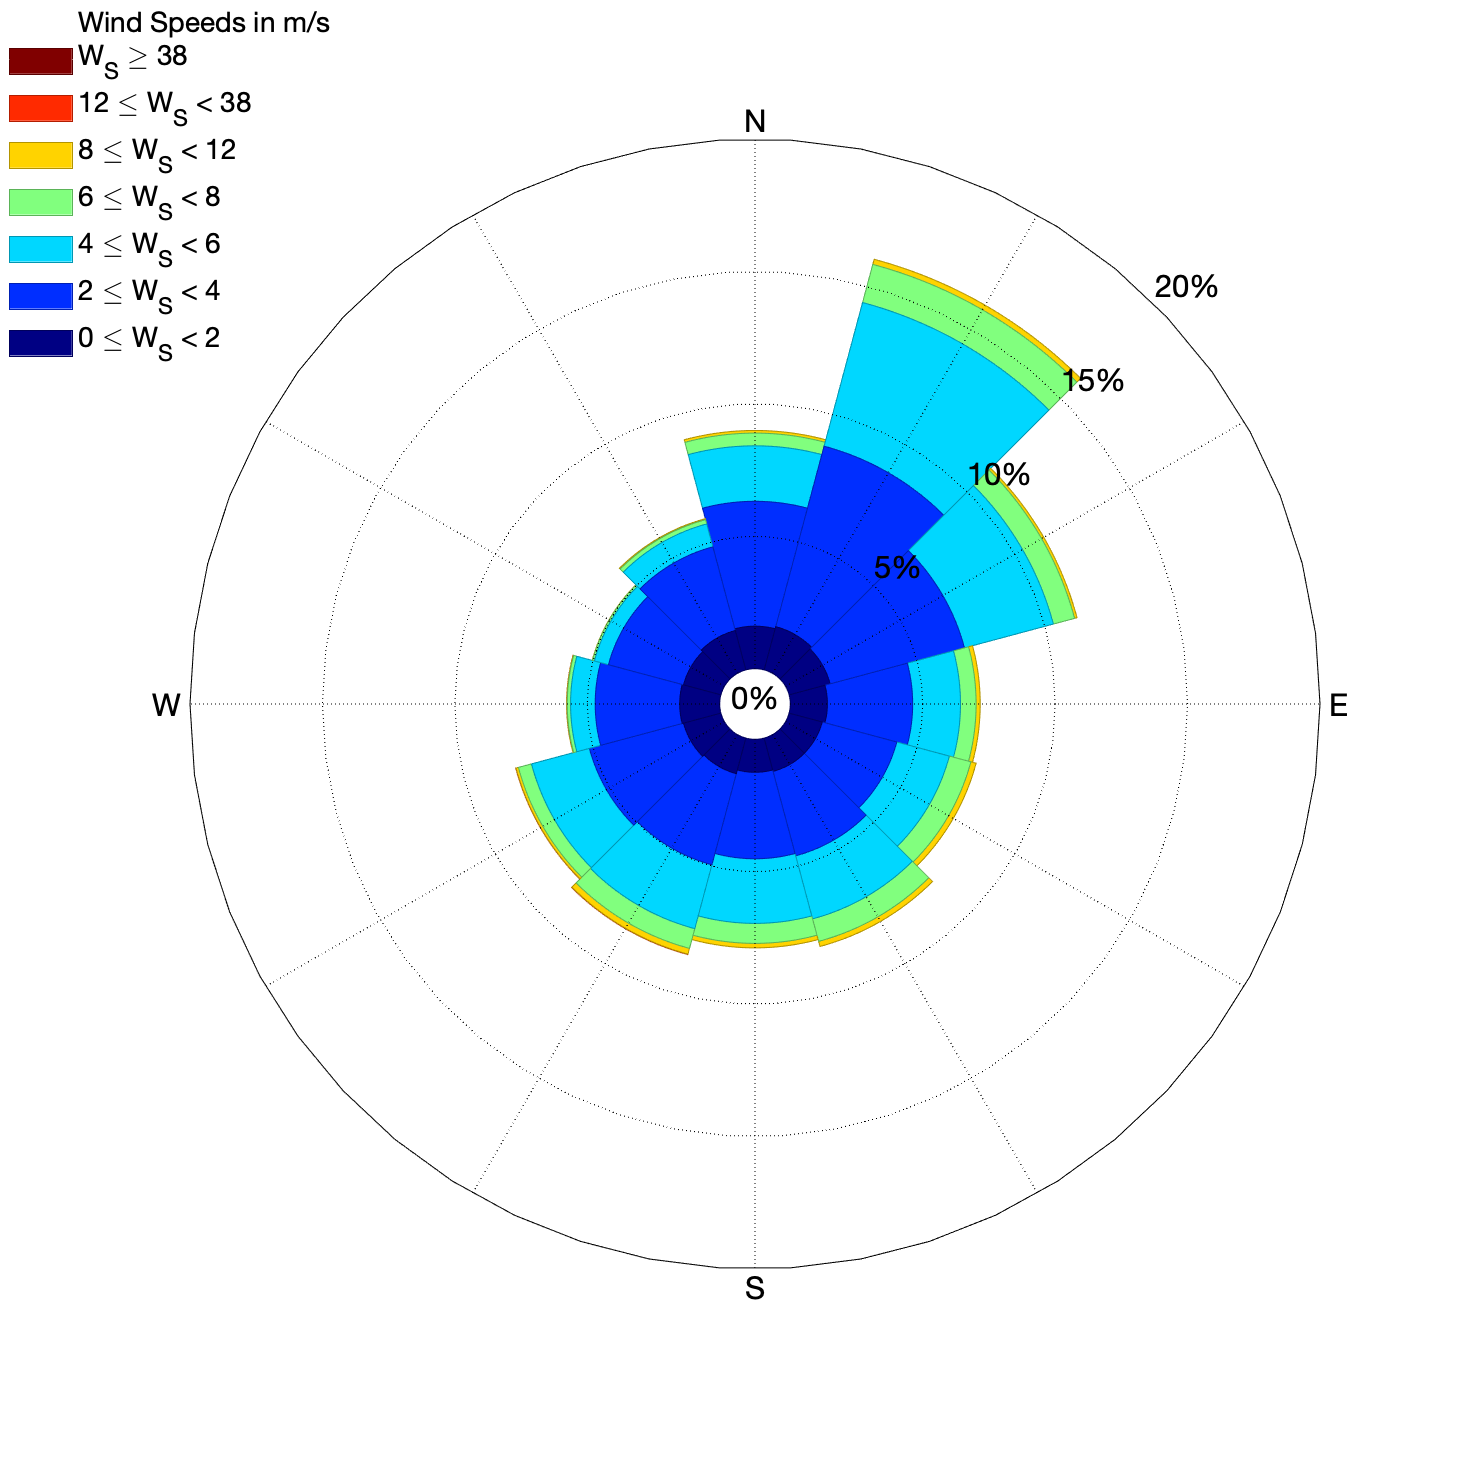 Wind Speeds in m/s
W_S ≥ 38
12 ≤ W_S < 38
8 ≤ W_S < 12
6 ≤ W_S < 8
4 ≤ W_S < 6
2 ≤ W_S < 4
0 ≤ W_S < 2
N
20%
15%
10%
5%
0%
W
E
S